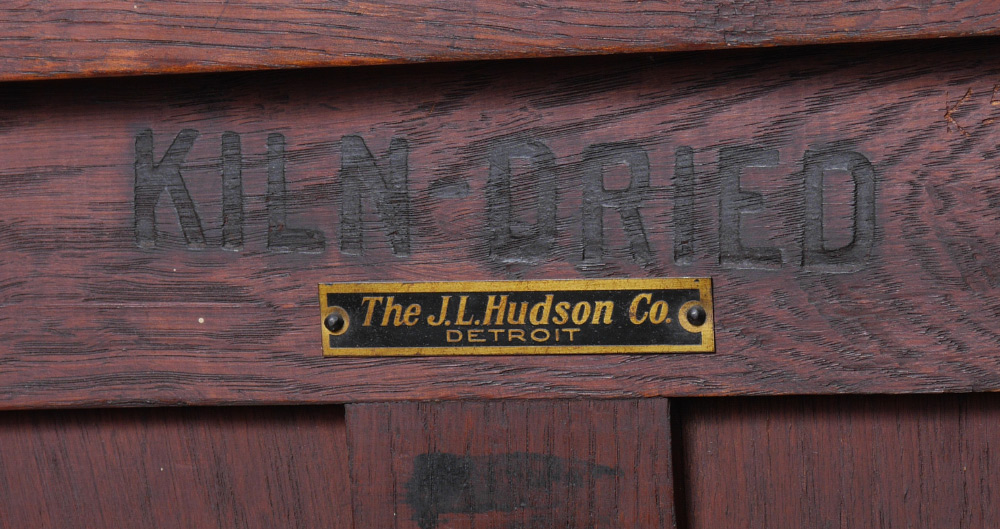 KILN-DRIED
The J.L. Hudson Co.
DETROIT